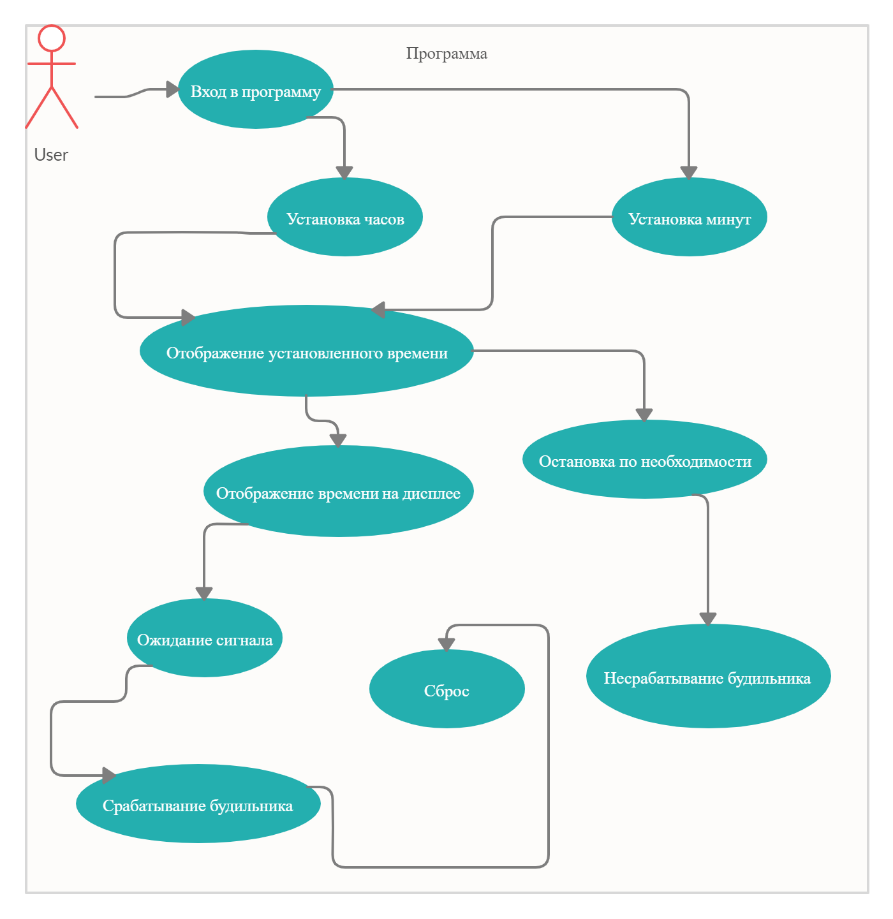 Программа
Вход в программу
User
Установка часов
Установка минут
Отображение установленного времени
Остановка по необходимости
Отображение времени на дисплее
Ожидание сигнала
Несрабатывание будильника
Сброс
Срабатывание будильника